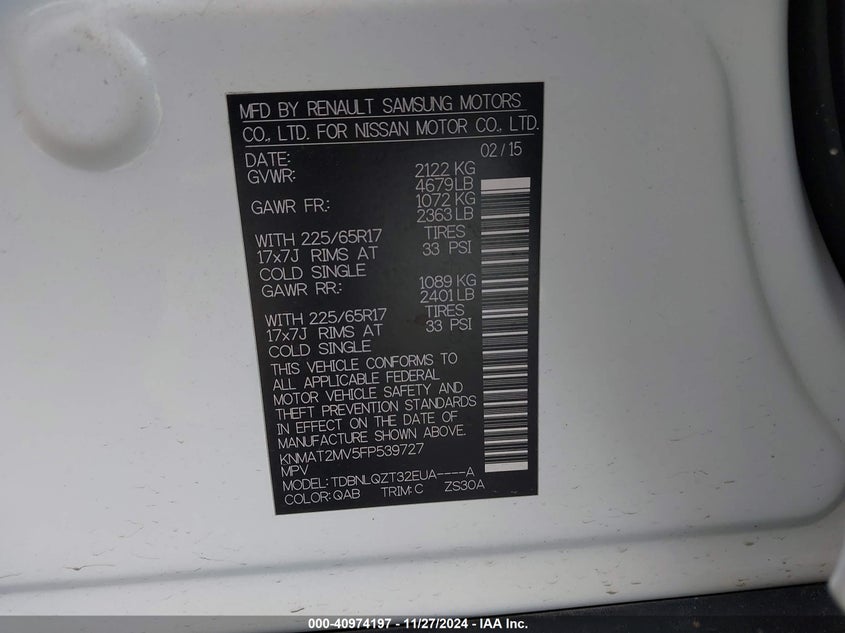 MFD BY RENAULT SAMSUNG MOTORS
CO., LTD. FOR NISSAN MOTOR CO., LTD.
DATE: 02 / 15
GVWR: 2122 KG
4679 LB
GAWR FR.: 1072 KG
2363 LB
WITH 225/65R17 TIRES
17x7J RIMS AT 33 PSI
COLD SINGLE
GAWR RR.: 1089 KG
2401 LB
WITH 225/65R17 TIRES
17x7J RIMS AT 33 PSI
COLD SINGLE
THIS VEHICLE CONFORMS TO
ALL APPLICABLE FEDERAL
MOTOR VEHICLE SAFETY AND
THEFT PREVENTION STANDARDS
IN EFFECT ON THE DATE OF
MANUFACTURE SHOWN ABOVE.
KNMAT2MV5FP539727
MPV
MODEL: TDBNLQZT32EUA----A
COLOR: QAB TRIM: C ZS30A
000-40974197 - 11/27/2024 - IAA Inc.